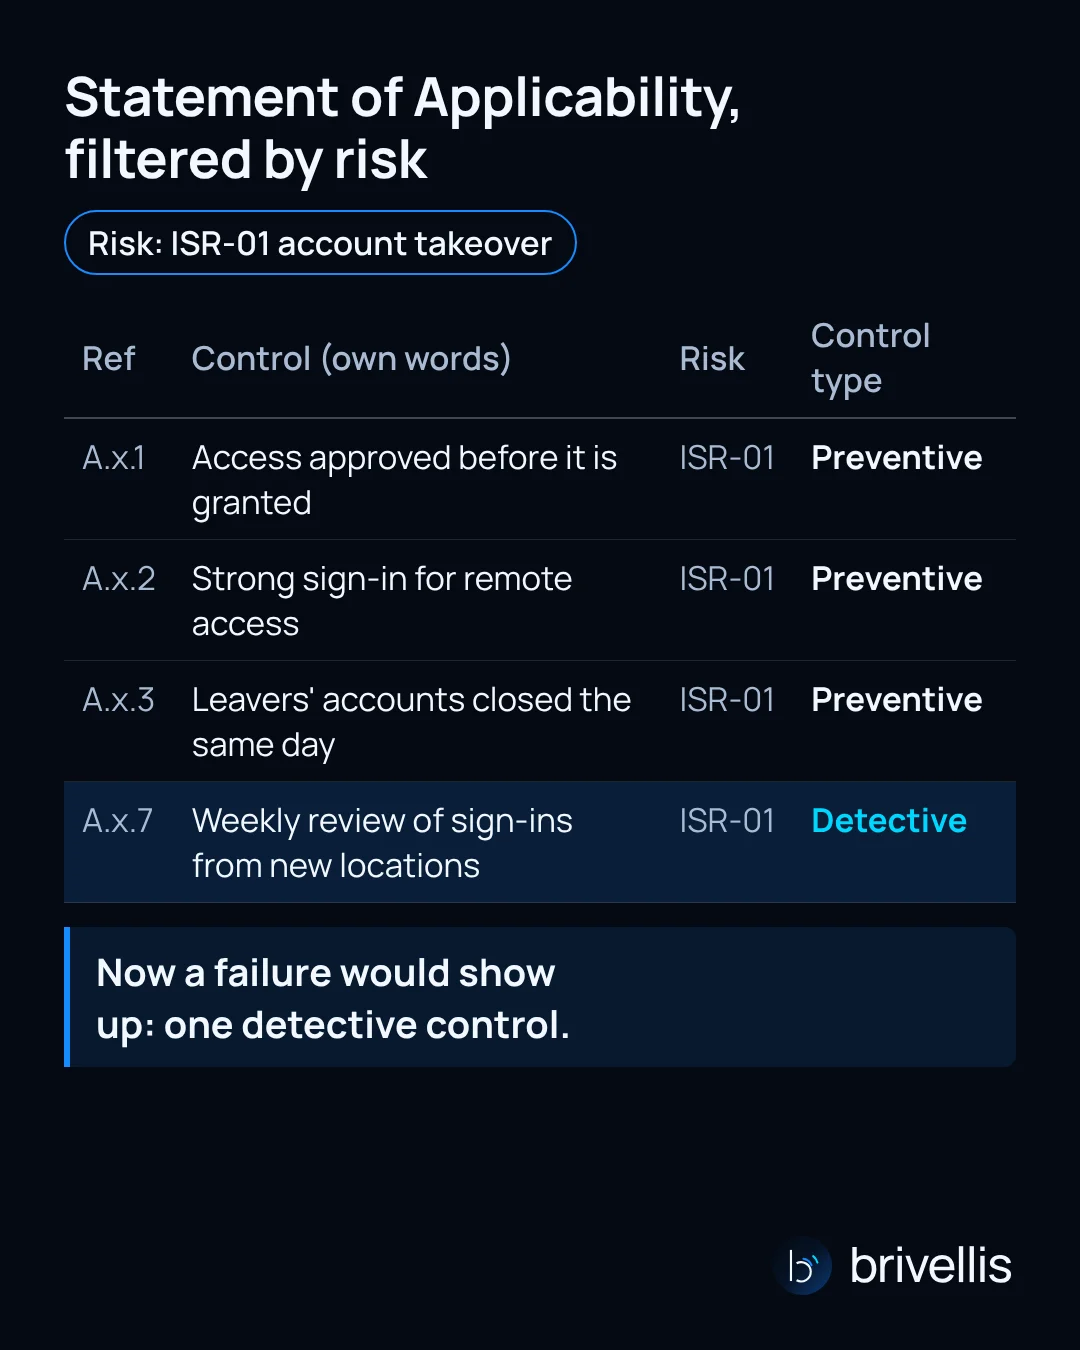 Statement of Applicability,
filtered by risk
Risk: ISR-01 account takeover
Ref
Control (own words)
Risk
Control
type
A.x.1
Access approved before it is
granted
ISR-01
Preventive
A.x.2
Strong sign-in for remote
access
ISR-01
Preventive
A.x.3
Leavers' accounts closed the
same day
ISR-01
Preventive
A.x.7
Weekly review of sign-ins
from new locations
ISR-01
Detective
Now a failure would show
up: one detective control.
brivellis